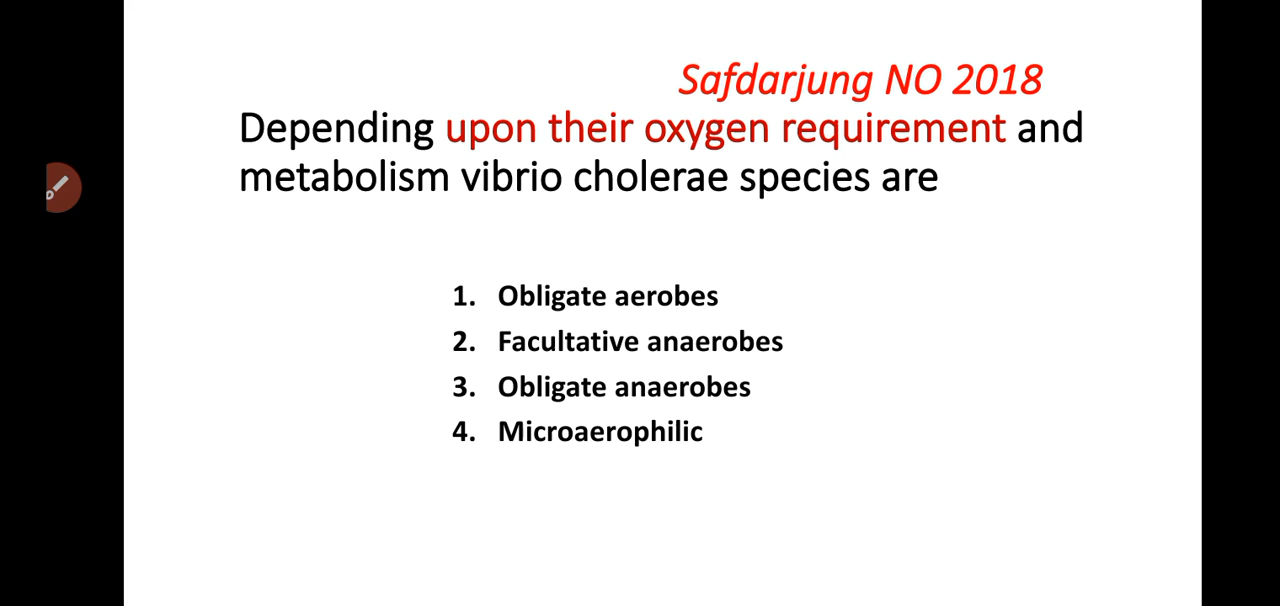 Safdarjung NO 2018
Depending upon their oxygen requirement and
metabolism vibrio cholerae species are
1. Obligate aerobes
2. Facultative anaerobes
3. Obligate anaerobes
4. Microaerophilic